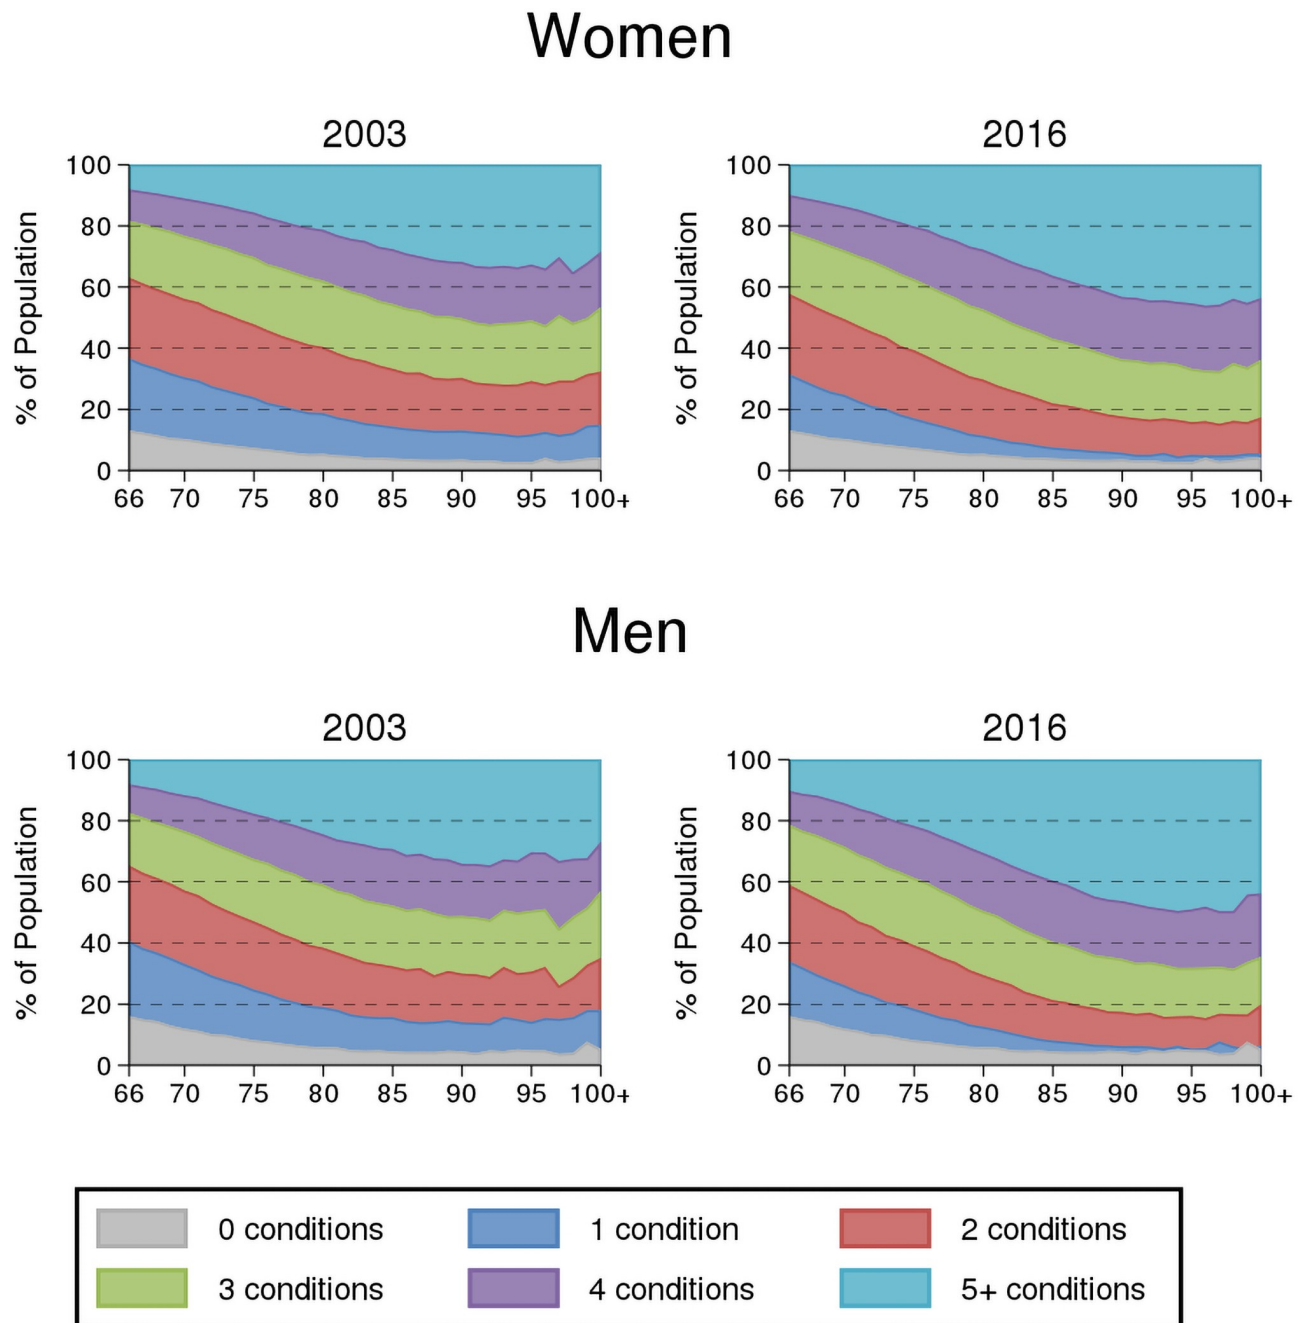 Women
2003 2016
100 100
80 80
60 60
40 40
20 20
0 0
% of Population % of Population
66 70 75 80 85 90 95 100+ 66 70 75 80 85 90 95 100+
Men
2003 2016
100 100
80 80
60 60
40 40
20 20
0 0
% of Population % of Population
66 70 75 80 85 90 95 100+ 66 70 75 80 85 90 95 100+
0 conditions 1 condition 2 conditions
3 conditions 4 conditions 5+ conditions